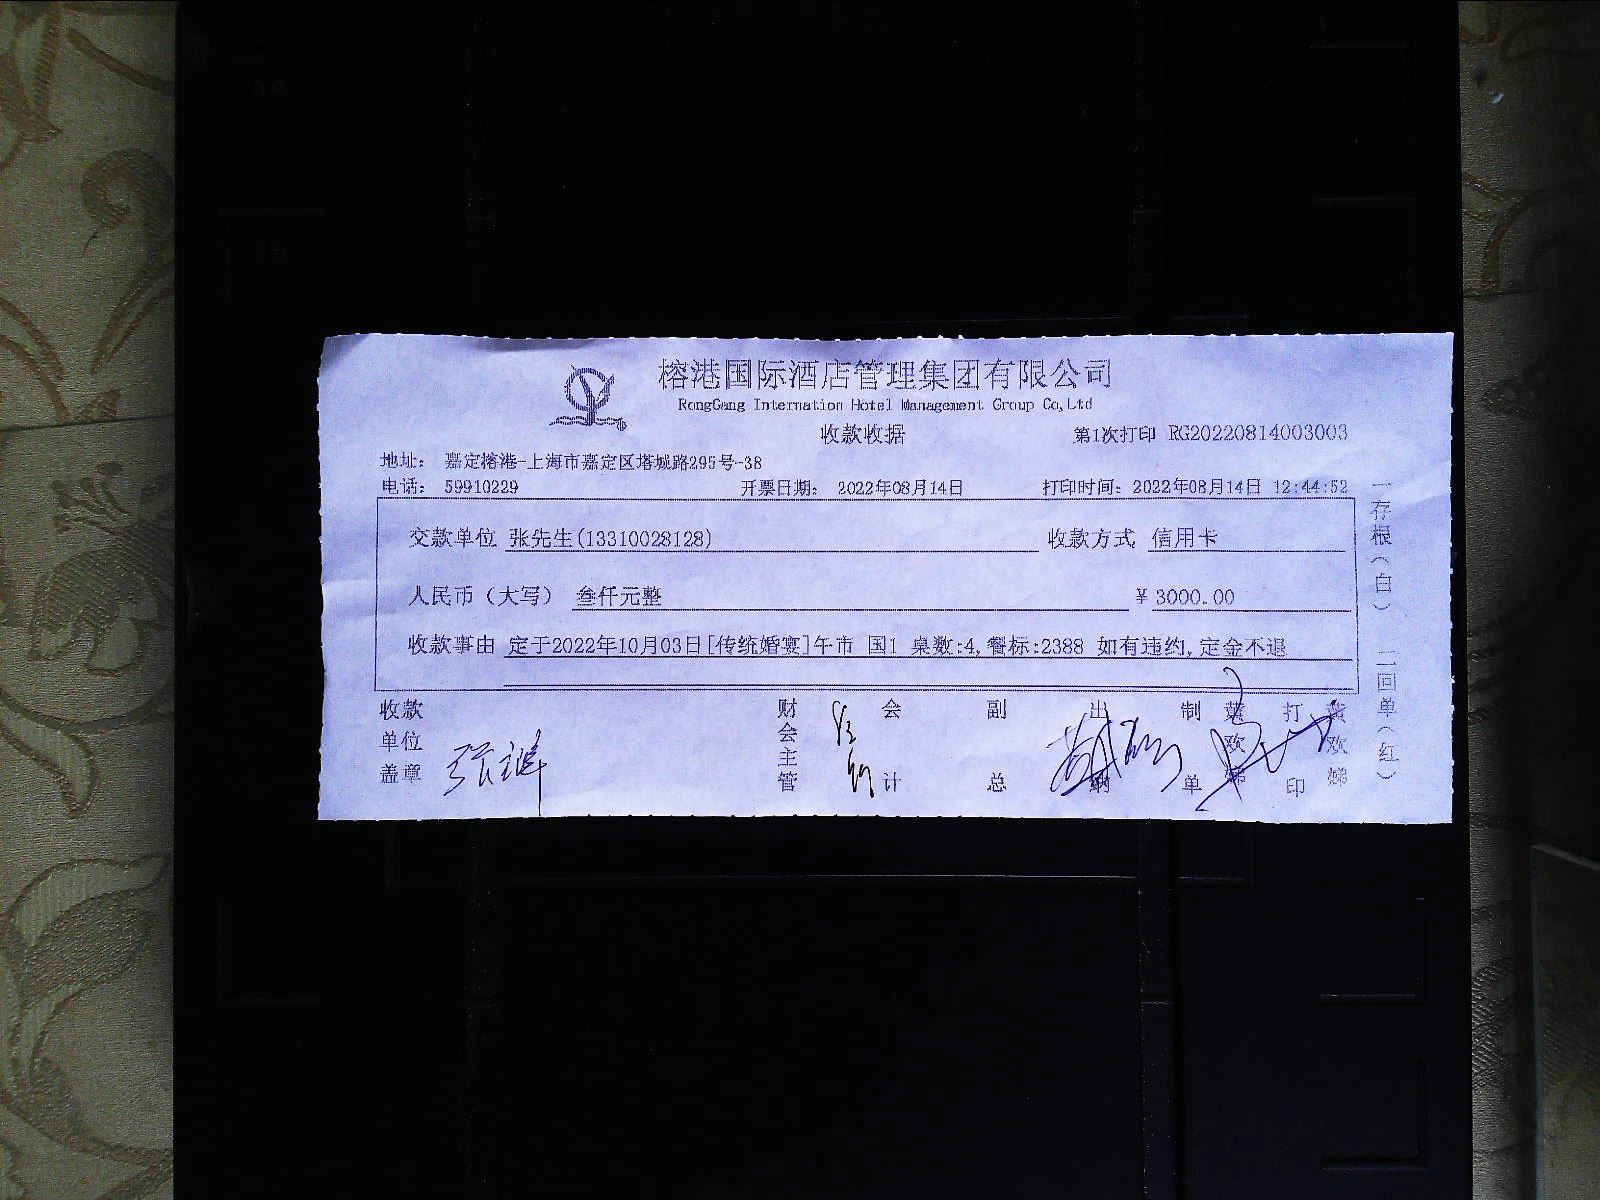 榕港国际酒店管理集团有限公司
RongGang Internation Hotel Management Group Co,Ltd
收款收据
第1次打印 RG20220814003003
地址: 嘉定榕港-上海市嘉定区塔城路295号-38
电话: 59910229 开票日期: 2022年08月14日 打印时间: 2022年08月14日 12:44:52
交款单位 张先生(13310028128) 收款方式 信用卡
人民币(大写) 叁仟元整 ¥ 3000.00
收款事由 定于2022年10月03日[传统婚宴]午市 国1 桌数:4,餐标:2388 如有违约,定金不退
收款单位盖章 财会主管 会计 副总 出纳 制单 黄欢娣 打印 黄欢娣
一存根(白) 二回单(红)